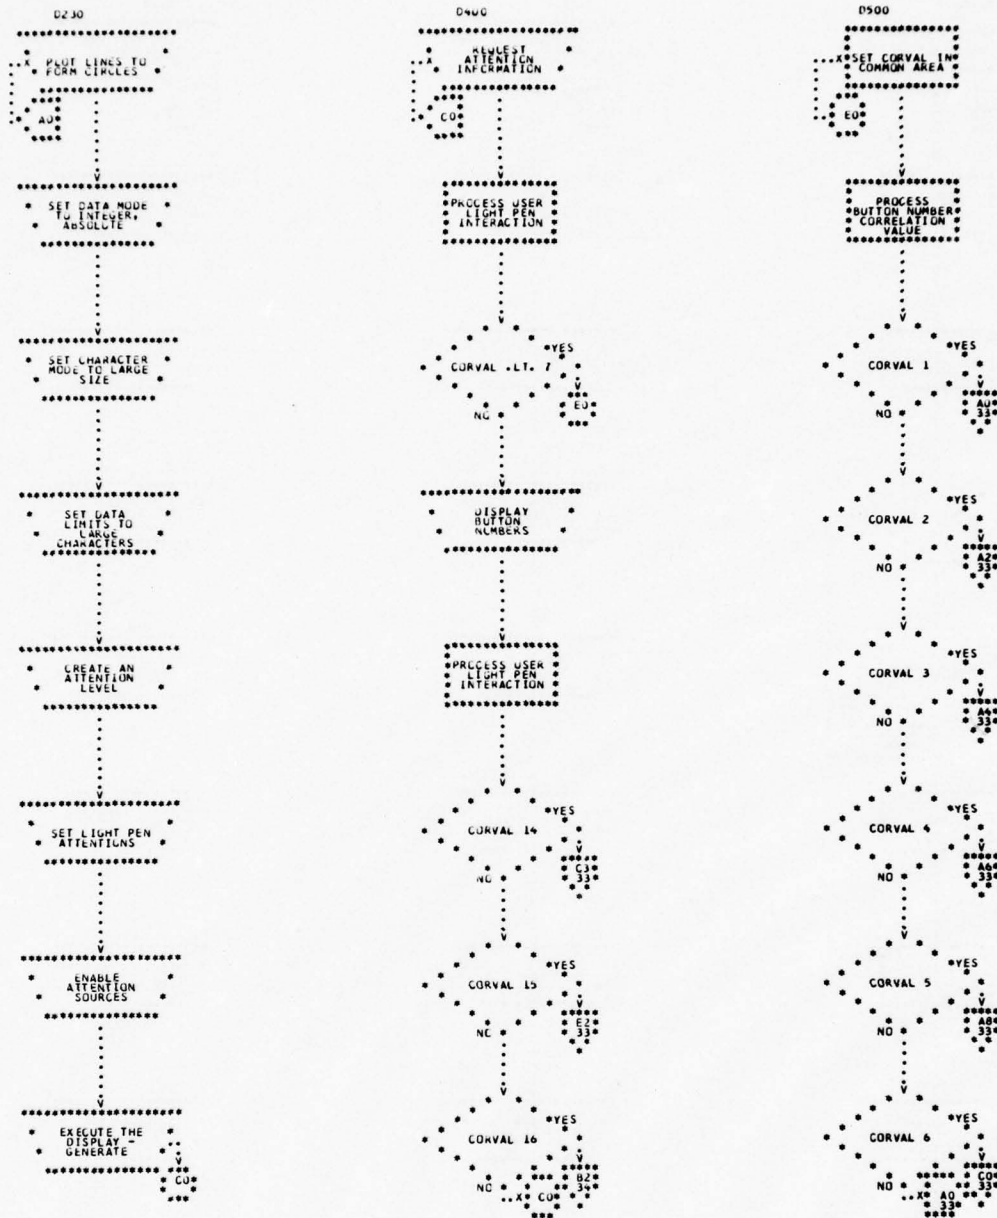 D230
PLOT LINES TO
FORM CIRCLES
A0
SET DATA MODE
TO INTEGER,
ABSOLUTE
SET CHARACTER
MODE TO LARGE
SIZE
SET DATA
LIMITS TO
LARGE
CHARACTERS
CREATE AN
ATTENTION
LEVEL
SET LIGHT PEN
ATTENTIONS
ENABLE
ATTENTION
SOURCES
EXECUTE THE
DISPLAY -
GENERATE
C0
D400
REQUEST
ATTENTION
INFORMATION
C0
PROCESS USER
LIGHT PEN
INTERACTION
CORVAL .LT. 7
YES
E0
NO
DISPLAY
BUTTON
NUMBERS
PROCESS USER
LIGHT PEN
INTERACTION
CORVAL 14
YES
C3
33
NO
CORVAL 15
YES
E2
33
NO
CORVAL 16
YES
B2
34
NO
X
C0
D500
X SET CORVAL IN
COMMON AREA
E0
PROCESS
BUTTON NUMBER
CORRELATION
VALUE
CORVAL 1
YES
A0
33
NO
CORVAL 2
YES
A2
33
NO
CORVAL 3
YES
A4
33
NO
CORVAL 4
YES
A6
33
NO
CORVAL 5
YES
A8
33
NO
CORVAL 6
YES
C0
33
NO
X
A0
33